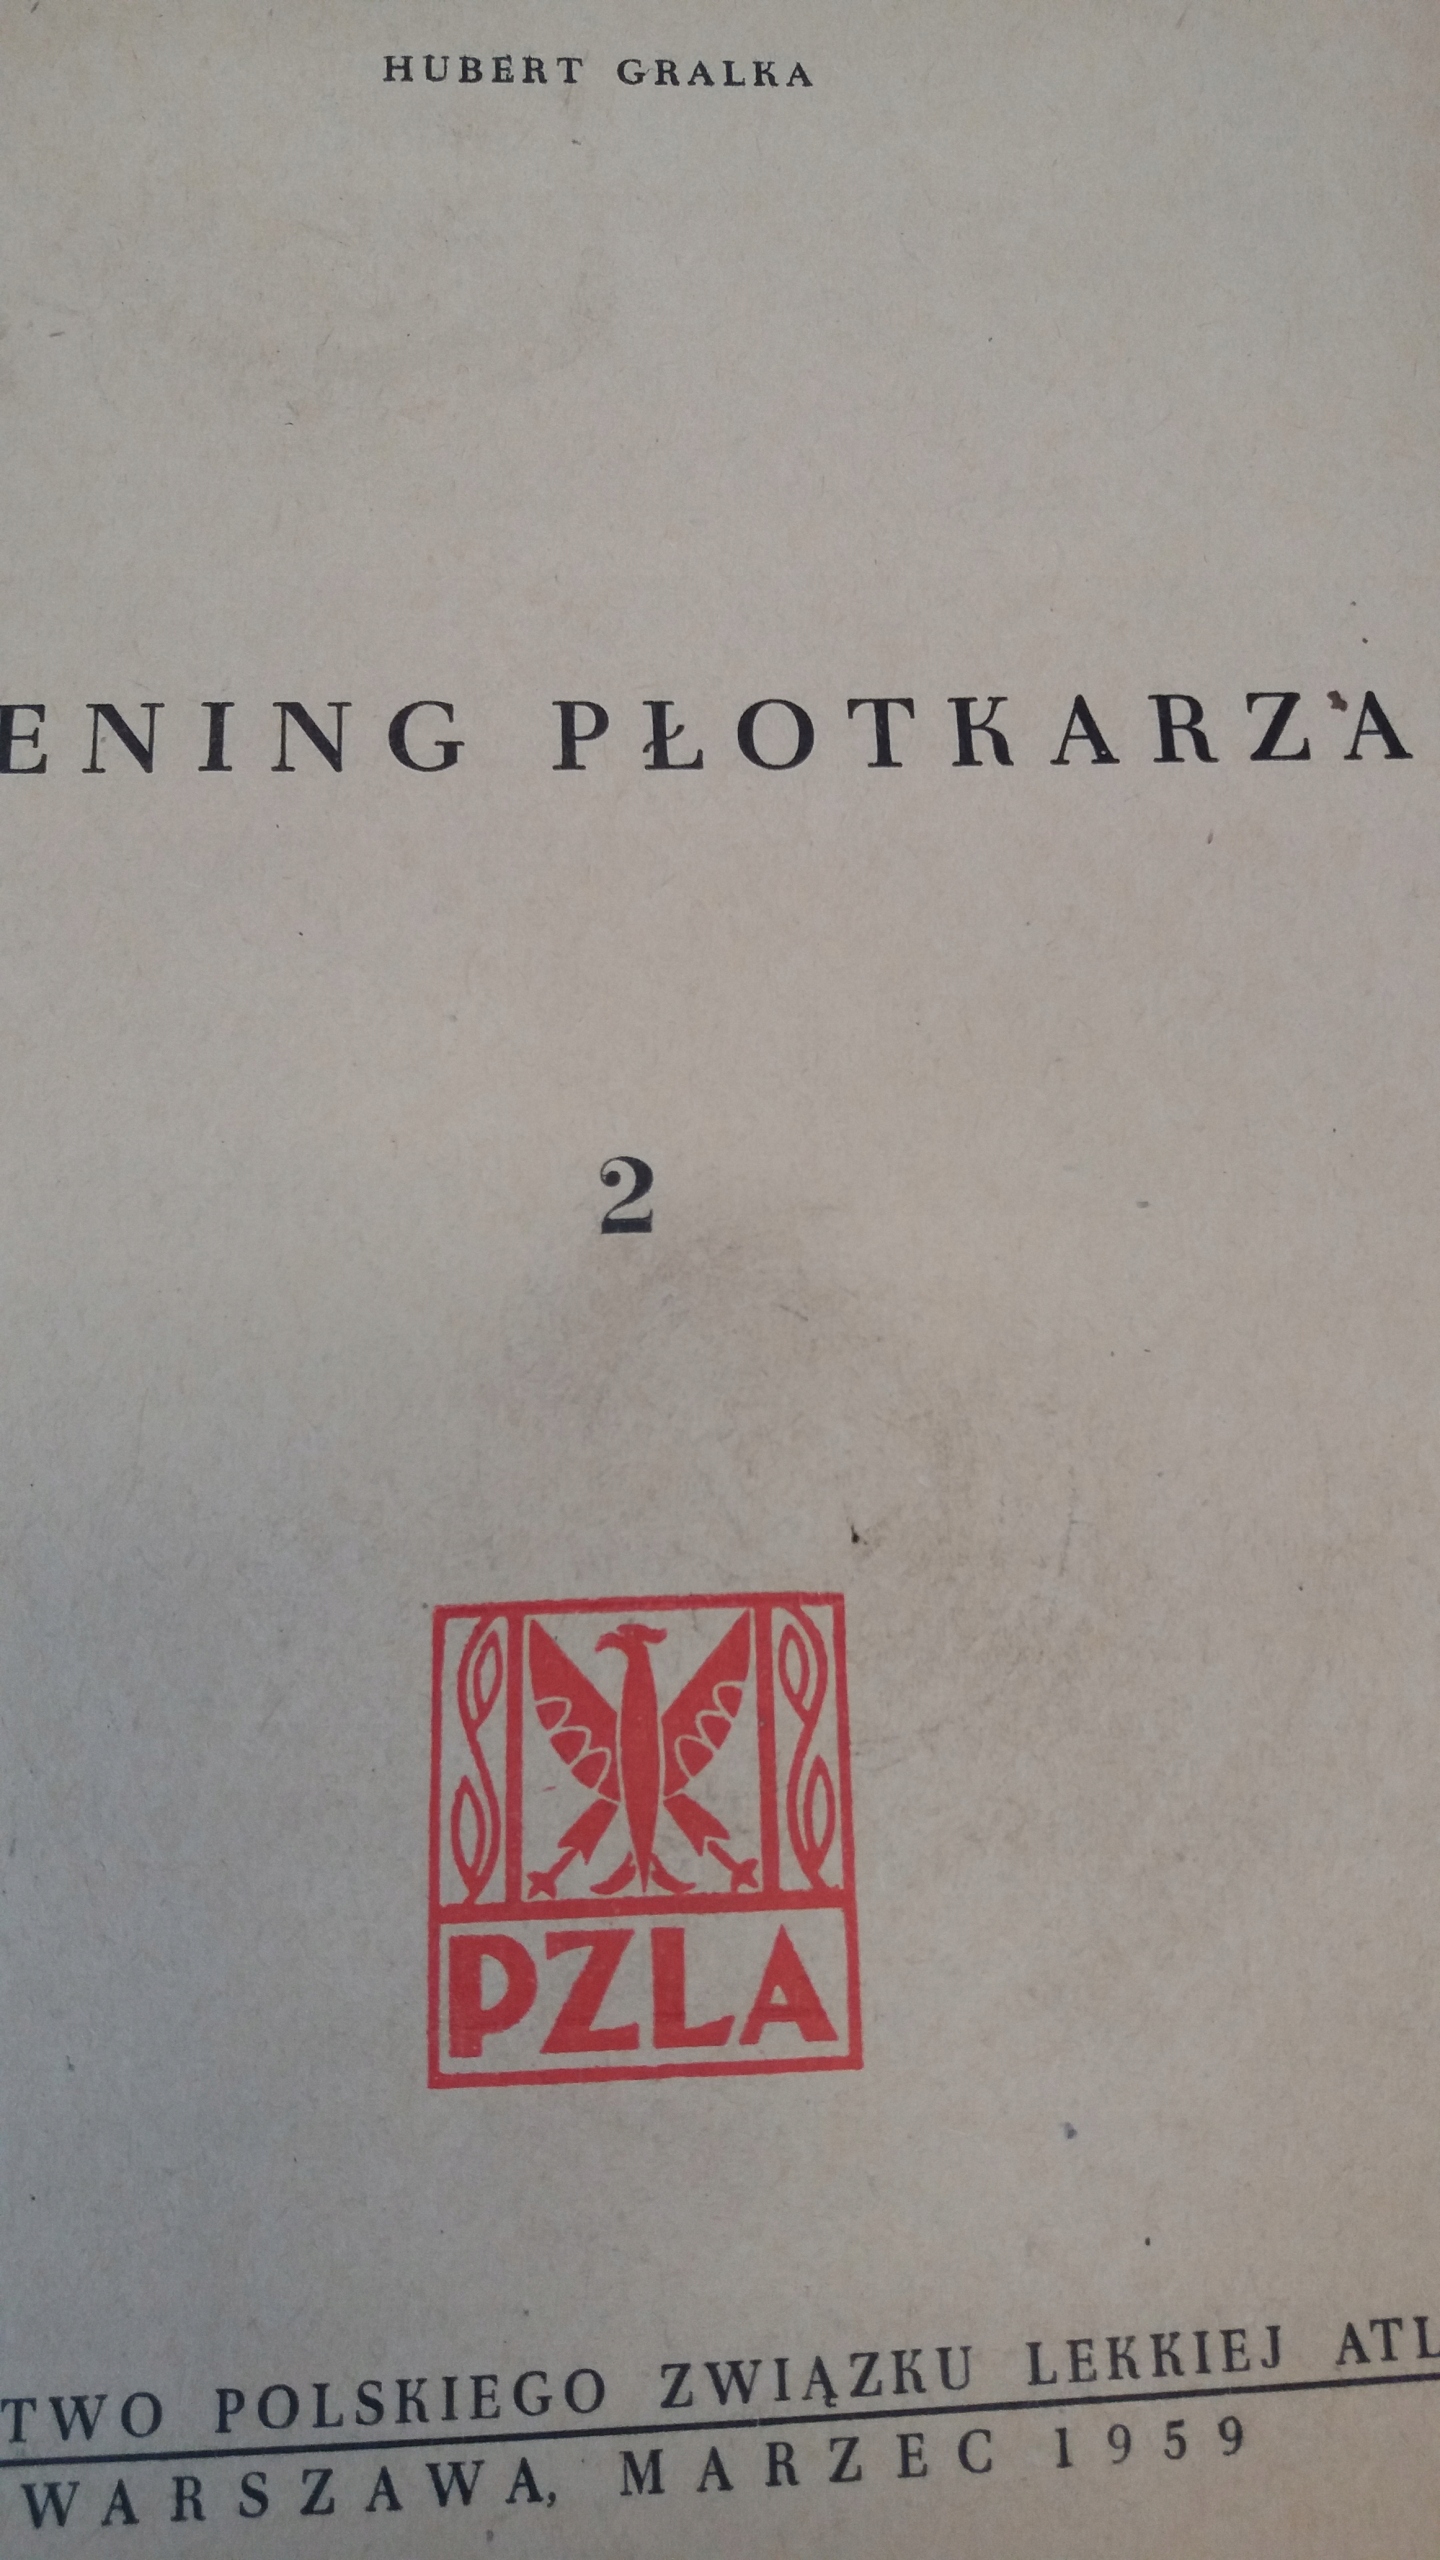 HUBERT GRALKA
ENING PŁOTKARZA
2
PZLA
TWO POLSKIEGO ZWIĄZKU LEKKIEJ ATL
WARSZAWA, MARZEC 1959